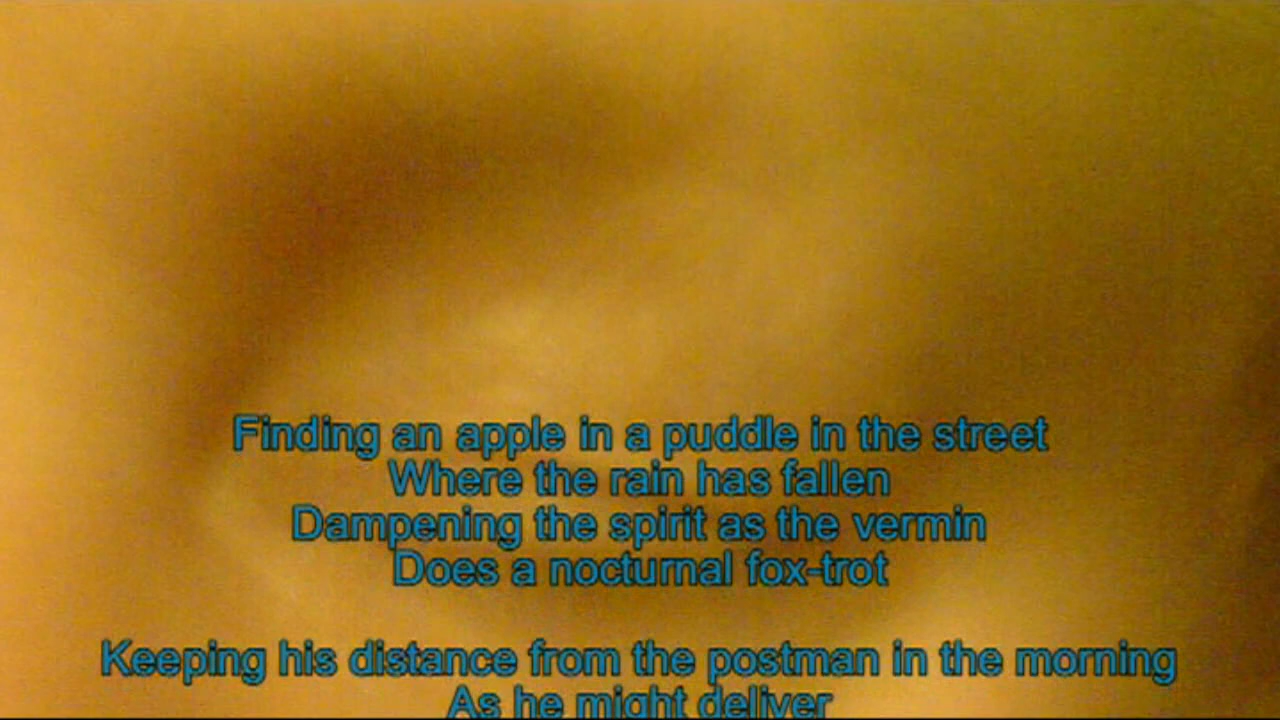 Finding an apple in a puddle in the street
Where the rain has fallen
Dampening the spirit as the vermin
Does a nocturnal fox-trot
Keeping his distance from the postman in the morning
As he might deliver